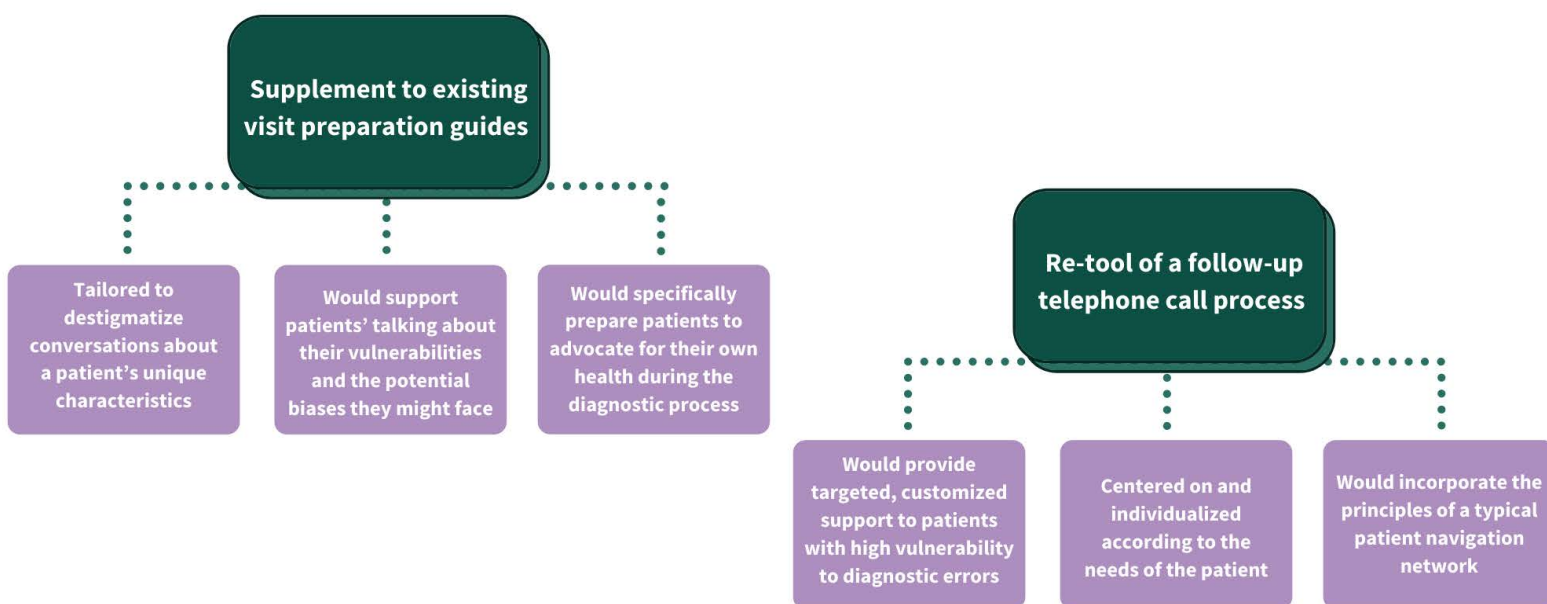 Supplement to existing
visit preparation guides
Tailored to
destigmatize
conversations about
a patient's unique
characteristics
Would support
patients' talking about
their vulnerabilities
and the potential
biases they might face
Would specifically
prepare patients to
advocate for their own
health during the
diagnostic process
Re-tool of a follow-up
telephone call process
Would provide
targeted, customized
support to patients
with high vulnerability
to diagnostic errors
Centered on and
individualized
according to the
needs of the patient
Would incorporate the
principles of a typical
patient navigation
network